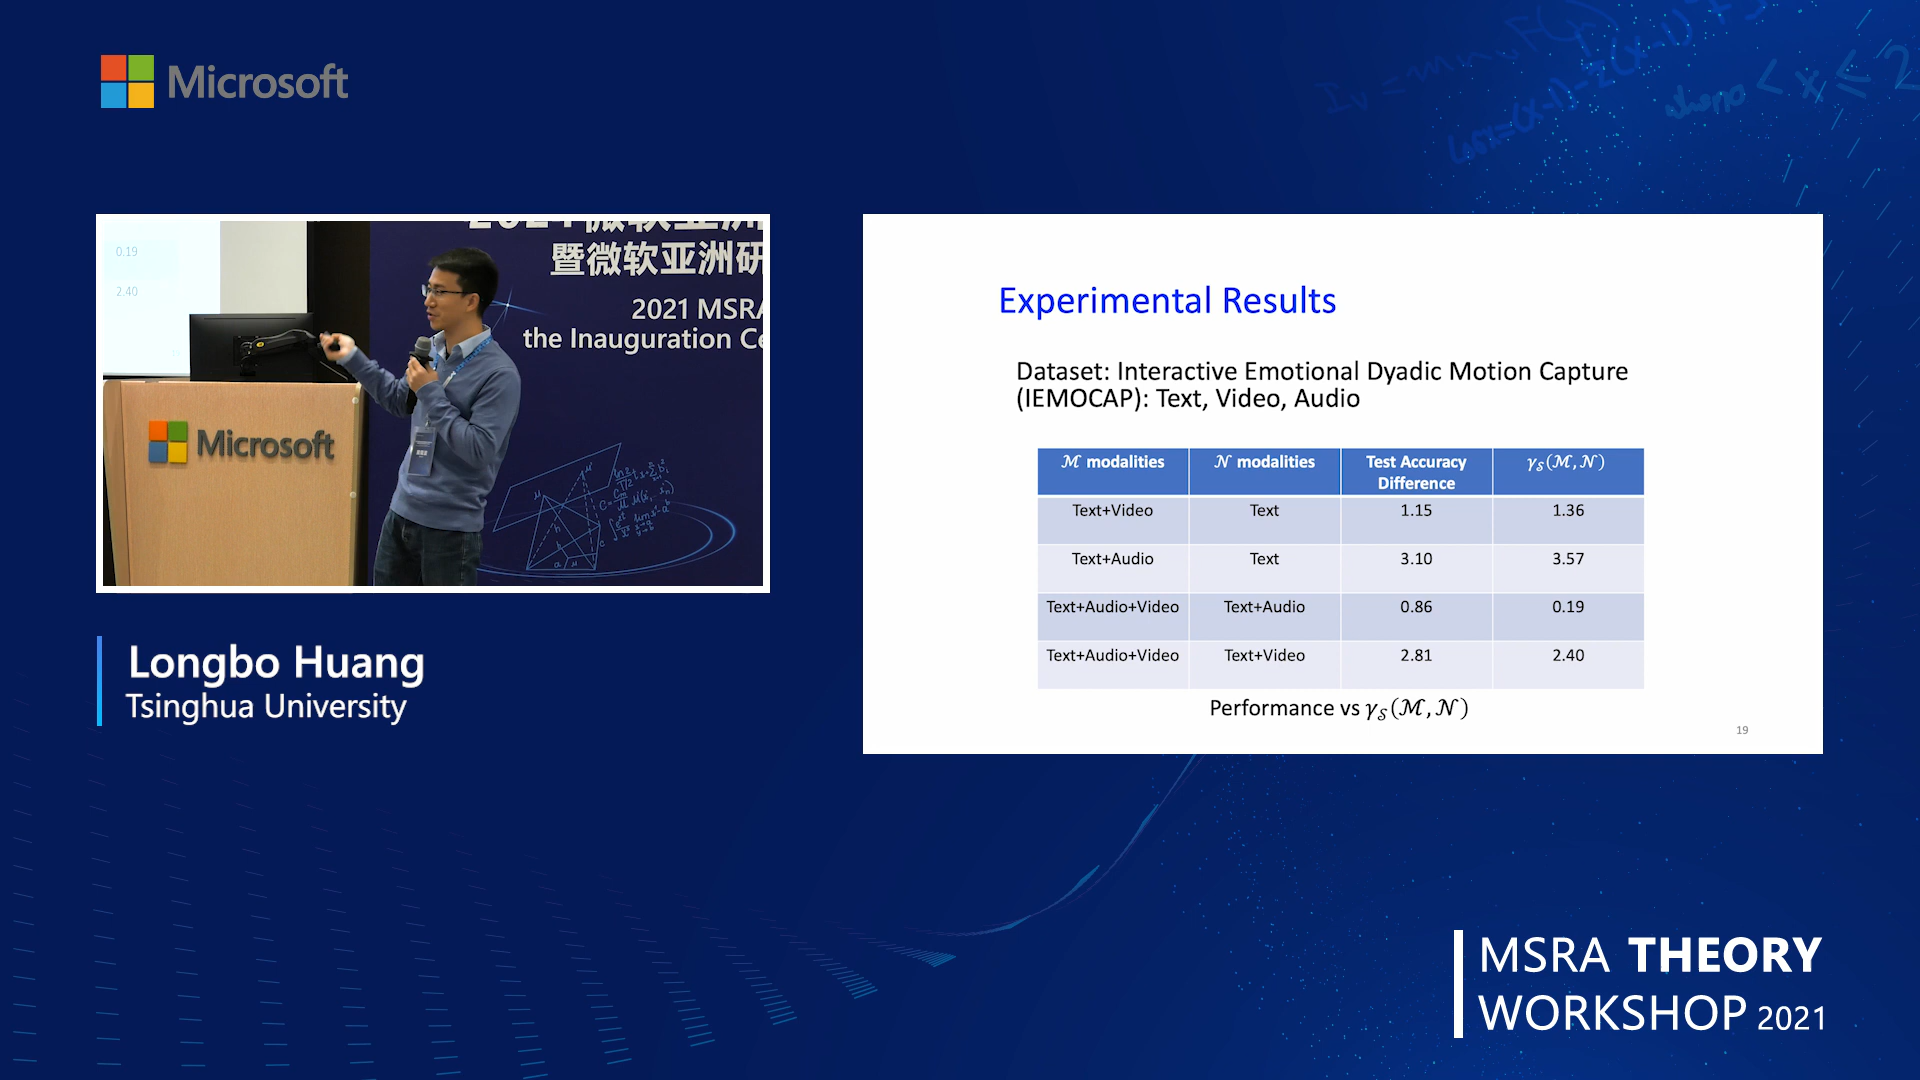 Microsoft
0.19
2.40
暨微软亚洲研
2021 MSRA
the Inauguration Ce
Microsoft
Longbo Huang
Tsinghua University
Experimental Results
Dataset: Interactive Emotional Dyadic Motion Capture
(IEMOCAP): Text, Video, Audio
ℳ modalities 𝒩 modalities Test Accuracy Difference γ_S(ℳ, 𝒩)
Text+Video Text 1.15 1.36
Text+Audio Text 3.10 3.57
Text+Audio+Video Text+Audio 0.86 0.19
Text+Audio+Video Text+Video 2.81 2.40
Performance vs γ_S(ℳ, 𝒩)
19
MSRA THEORY
WORKSHOP 2021